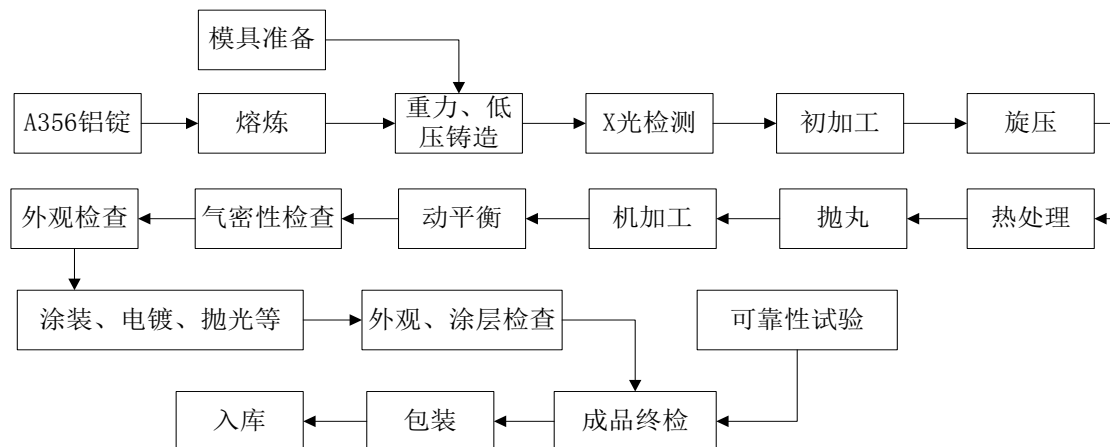 模具准备
A356铝锭
熔炼
重力、低
压铸造
X光检测
初加工
旋压
外观检查
气密性检查
动平衡
机加工
抛丸
热处理
涂装、电镀、抛光等
外观、涂层检查
可靠性试验
入库
包装
成品终检